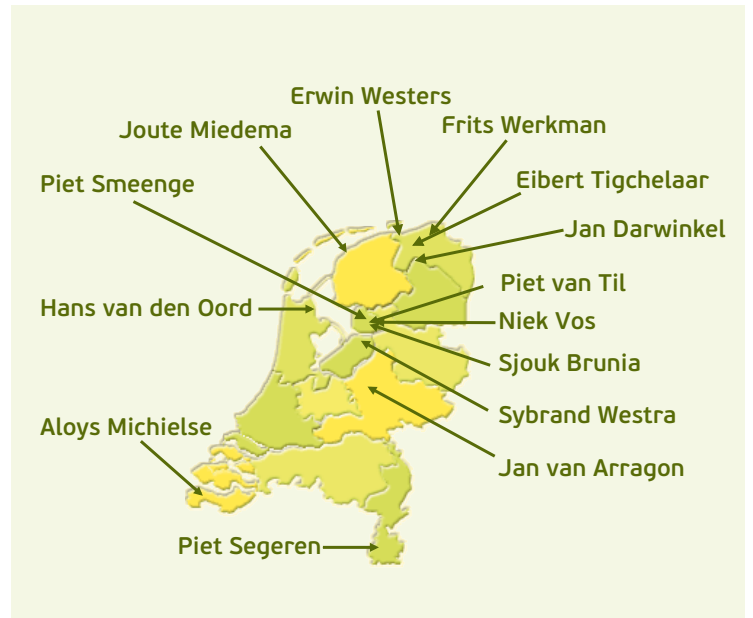 Erwin Westers
Joute Miedema
Frits Werkman
Piet Smeenge
Eibert Tigchelaar
Jan Darwinkel
Piet van Til
Hans van den Oord
Niek Vos
Sjouk Brunia
Sybrand Westra
Aloys Michielse
Jan van Arragon
Piet Segeren